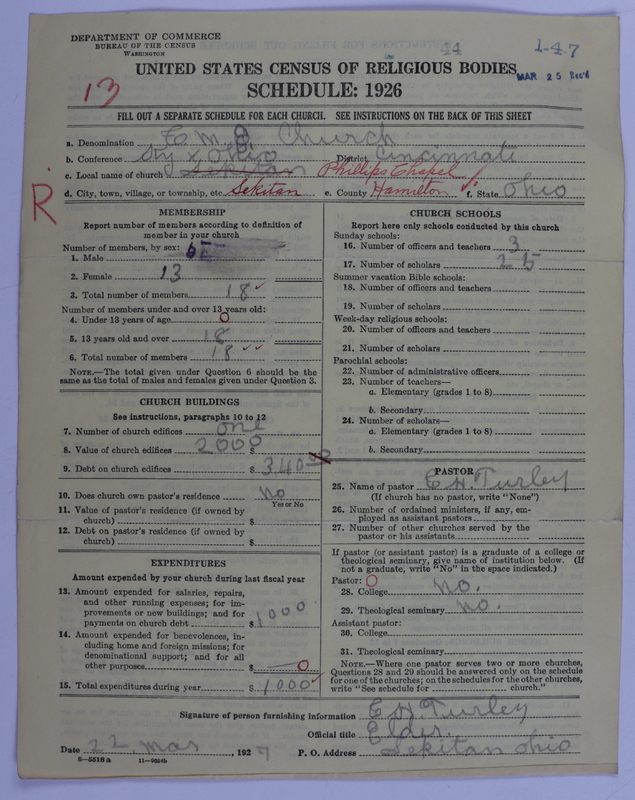 DEPARTMENT OF COMMERCE
BUREAU OF THE CENSUS
WASHINGTON
44
1-47
MAR 25 Rec'd
UNITED STATES CENSUS OF RELIGIOUS BODIES
SCHEDULE: 1926
13
FILL OUT A SEPARATE SCHEDULE FOR EACH CHURCH. SEE INSTRUCTIONS ON THE BACK OF THIS SHEET
a. Denomination C. M. E Church
b. Conference Ky & Ohio District Cincinnati
c. Local name of church Sekitan Phillips Chapel
d. City, town, village, or township, etc. Sekitan e. County Hamilton f. State Ohio
R
MEMBERSHIP
Report number of members according to definition of
member in your church
Number of members, by sex:
1. Male 5
2. Female 13
3. Total number of members 18
Number of members under and over 13 years old:
4. Under 13 years of age 0
5. 13 years old and over 18
6. Total number of members 18
NOTE.—The total given under Question 6 should be the
same as the total of males and females given under Question 3.
CHURCH BUILDINGS
See instructions, paragraphs 10 to 12
7. Number of church edifices one
8. Value of church edifices 2000 $
9. Debt on church edifices $ 340.00
10. Does church own pastor's residence No
Yes or No
11. Value of pastor's residence (if owned by
church) $
12. Debt on pastor's residence (if owned by
church) $
EXPENDITURES
Amount expended by your church during last fiscal year
13. Amount expended for salaries, repairs,
and other running expenses; for im-
provements or new buildings; and for
payments on church debt $ 1000
14. Amount expended for benevolences, in-
cluding home and foreign missions; for
denominational support; and for all
other purposes $ 0
15. Total expenditures during year $ 1000
CHURCH SCHOOLS
Report here only schools conducted by this church
Sunday schools:
16. Number of officers and teachers 3
17. Number of scholars 25
Summer vacation Bible schools:
18. Number of officers and teachers
19. Number of scholars
Week-day religious schools:
20. Number of officers and teachers
21. Number of scholars
Parochial schools:
22. Number of administrative officers
23. Number of teachers—
a. Elementary (grades 1 to 8)
b. Secondary
24. Number of scholars—
a. Elementary (grades 1 to 8)
b. Secondary
PASTOR
25. Name of pastor E H. Turley
(If church has no pastor, write "None")
26. Number of ordained ministers, if any, em-
ployed as assistant pastors
27. Number of other churches served by the
pastor or his assistants
If pastor (or assistant pastor) is a graduate of a college or
theological seminary, give name of institution below. (If
not a graduate, write "No" in the space indicated.)
Pastor: O
28. College no.
29. Theological seminary no.
Assistant pastor:
30. College
31. Theological seminary
NOTE.—Where one pastor serves two or more churches,
Questions 28 and 29 should be answered only on the schedule
for one of the churches; on the schedules for the other churches,
write "See schedule for church."
Signature of person furnishing information E H. Turley
Official title Elder.
Date 22, mar, 1927 P. O. Address Sekitan ohio
8—5518 a 11—9024b